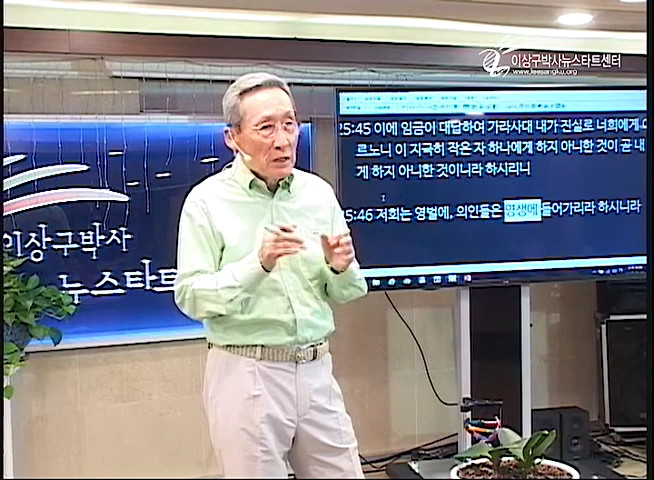 이상구박사뉴스타트센터
www.leesangku.org
25:45 이에 임금이 대답하여 가라사대 내가 진실로 너희에게
르노니 이 지극히 작은 자 하나에게 하지 아니한 것이 곧 내
게 하지 아니한 것이니라 하시리니
25:46 저희는 영벌에, 의인들은 영생에 들어가리라 하시니라
이상구박사
뉴스타트